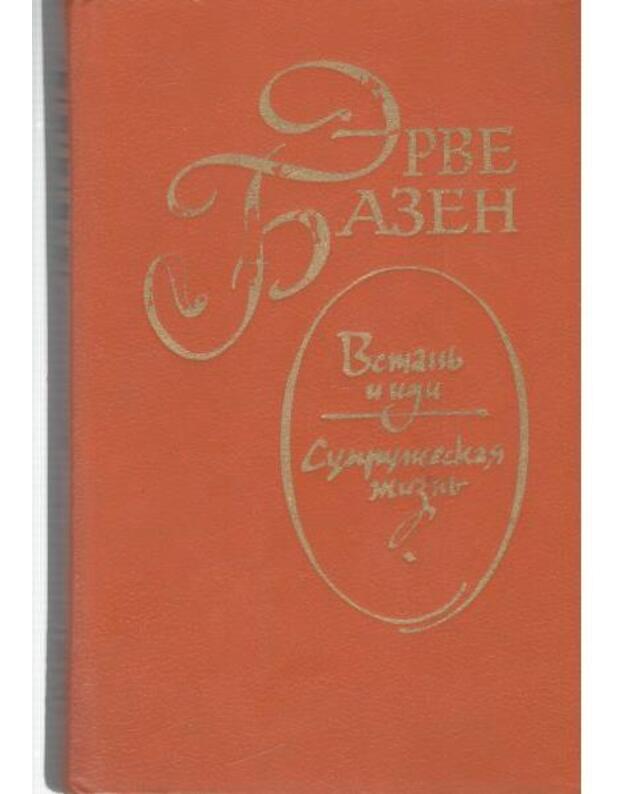 ЭРВЕ
БАЗЕН
Встань
и иди
Супружеская
жизнь